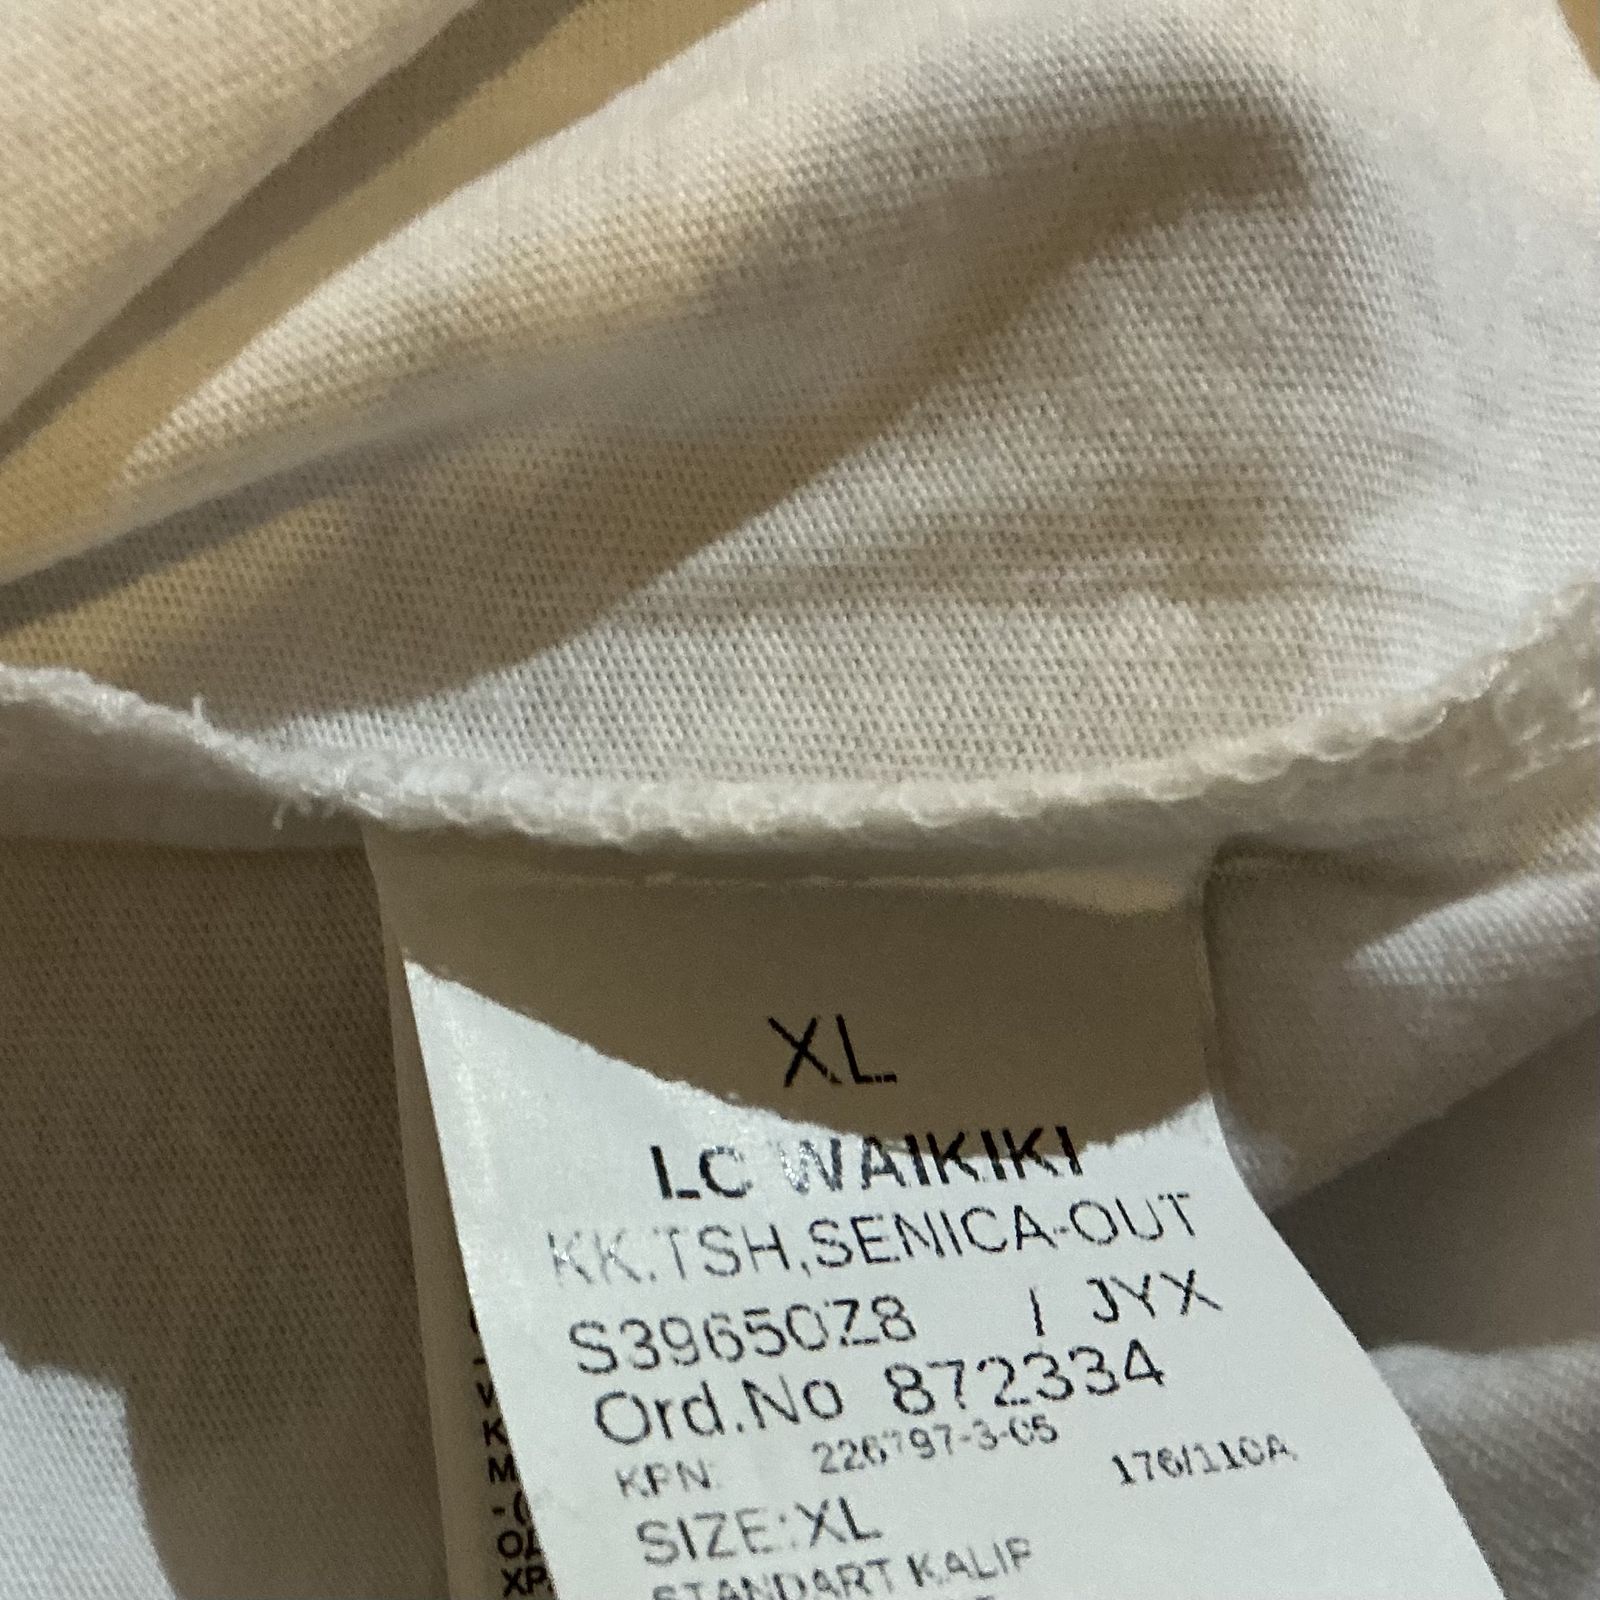 XL
LC WAIKIKI
KK.TSH,SENICA-OUT
S39650Z8 / JYX
Ord.No 872334
KPN: 226797-3-05
176/110A
SIZE:XL
STANDART KALIP